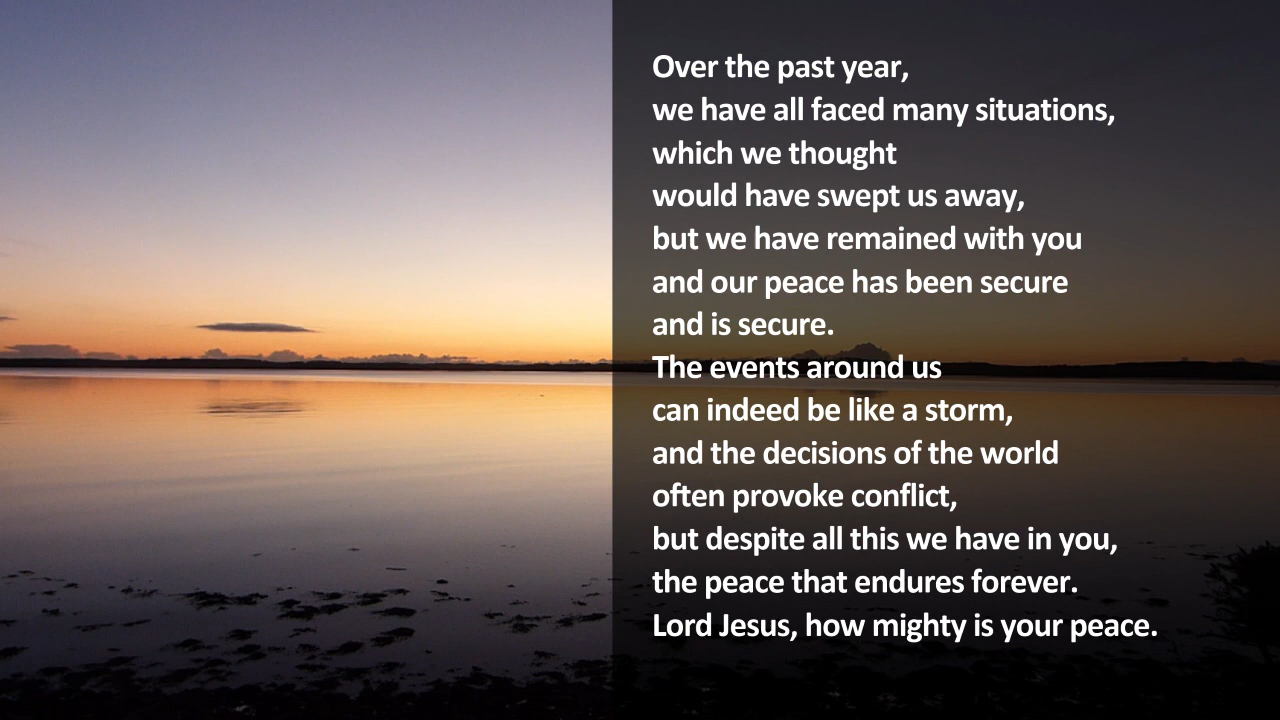 Over the past year,
we have all faced many situations,
which we thought
would have swept us away,
but we have remained with you
and our peace has been secure
and is secure.
The events around us
can indeed be like a storm,
and the decisions of the world
often provoke conflict,
but despite all this we have in you,
the peace that endures forever.
Lord Jesus, how mighty is your peace.